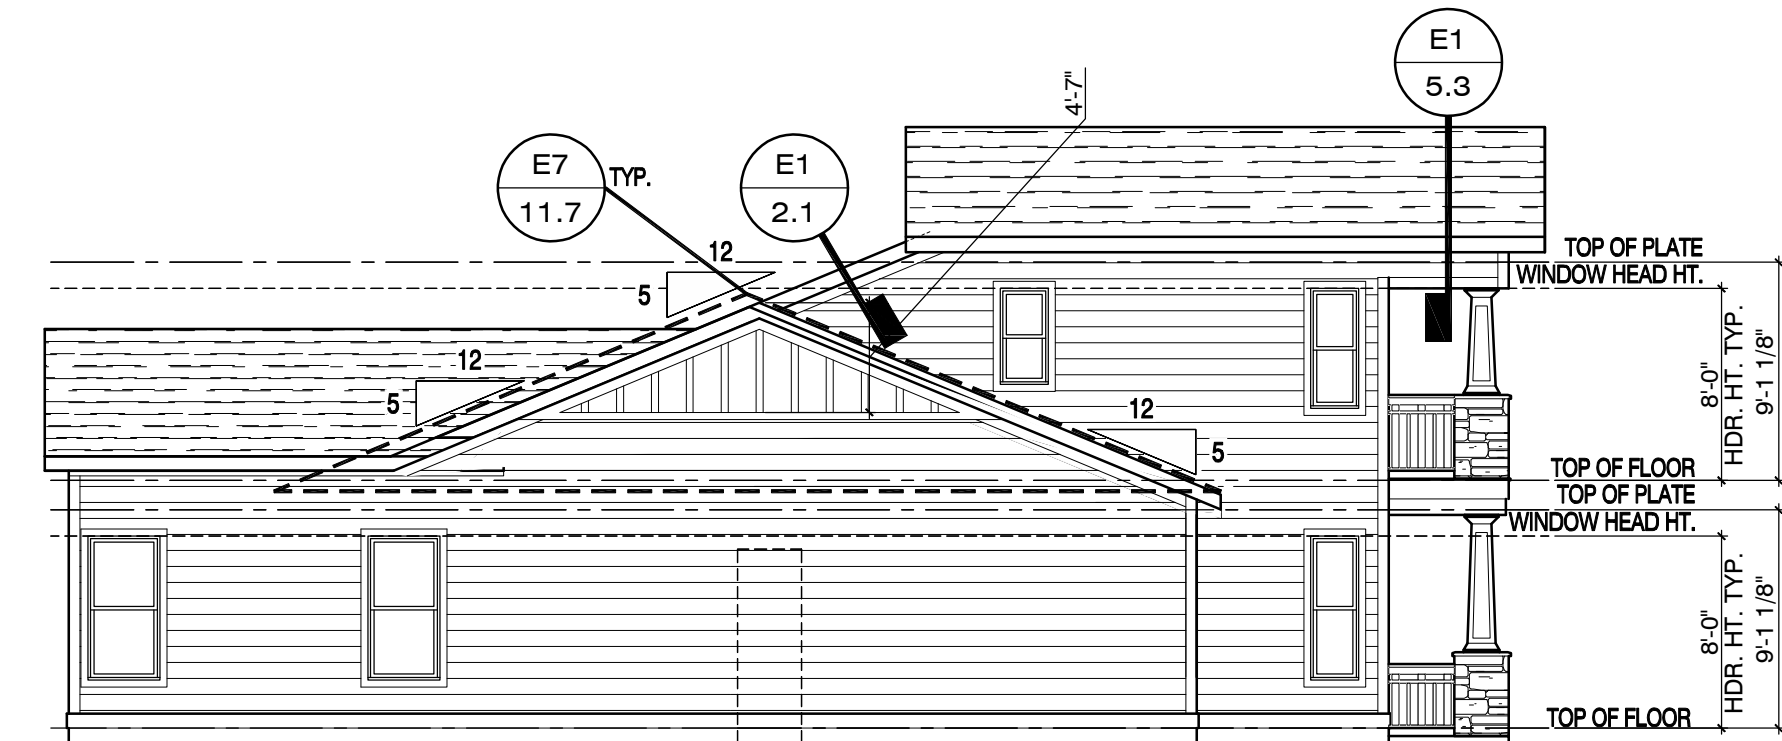 E1
5.3
4'-7"
E7
11.7
TYP.
E1
2.1
12
5
TOP OF PLATE
WINDOW HEAD HT.
12
5
12
5
8'-0"
HDR. HT. TYP.
9'-1 1/8"
TOP OF FLOOR
TOP OF PLATE
WINDOW HEAD HT.
8'-0"
HDR. HT. TYP.
9'-1 1/8"
TOP OF FLOOR